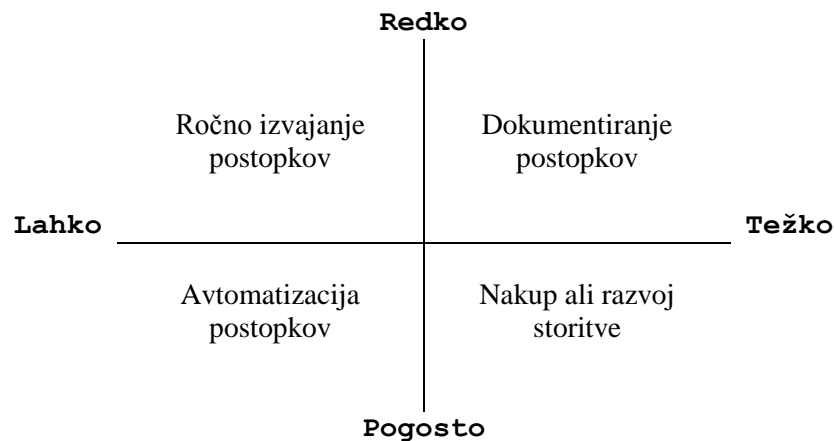 Redko
Ročno izvajanje
postopkov
Dokumentiranje
postopkov
Lahko
Težko
Avtomatizacija
postopkov
Nakup ali razvoj
storitve
Pogosto